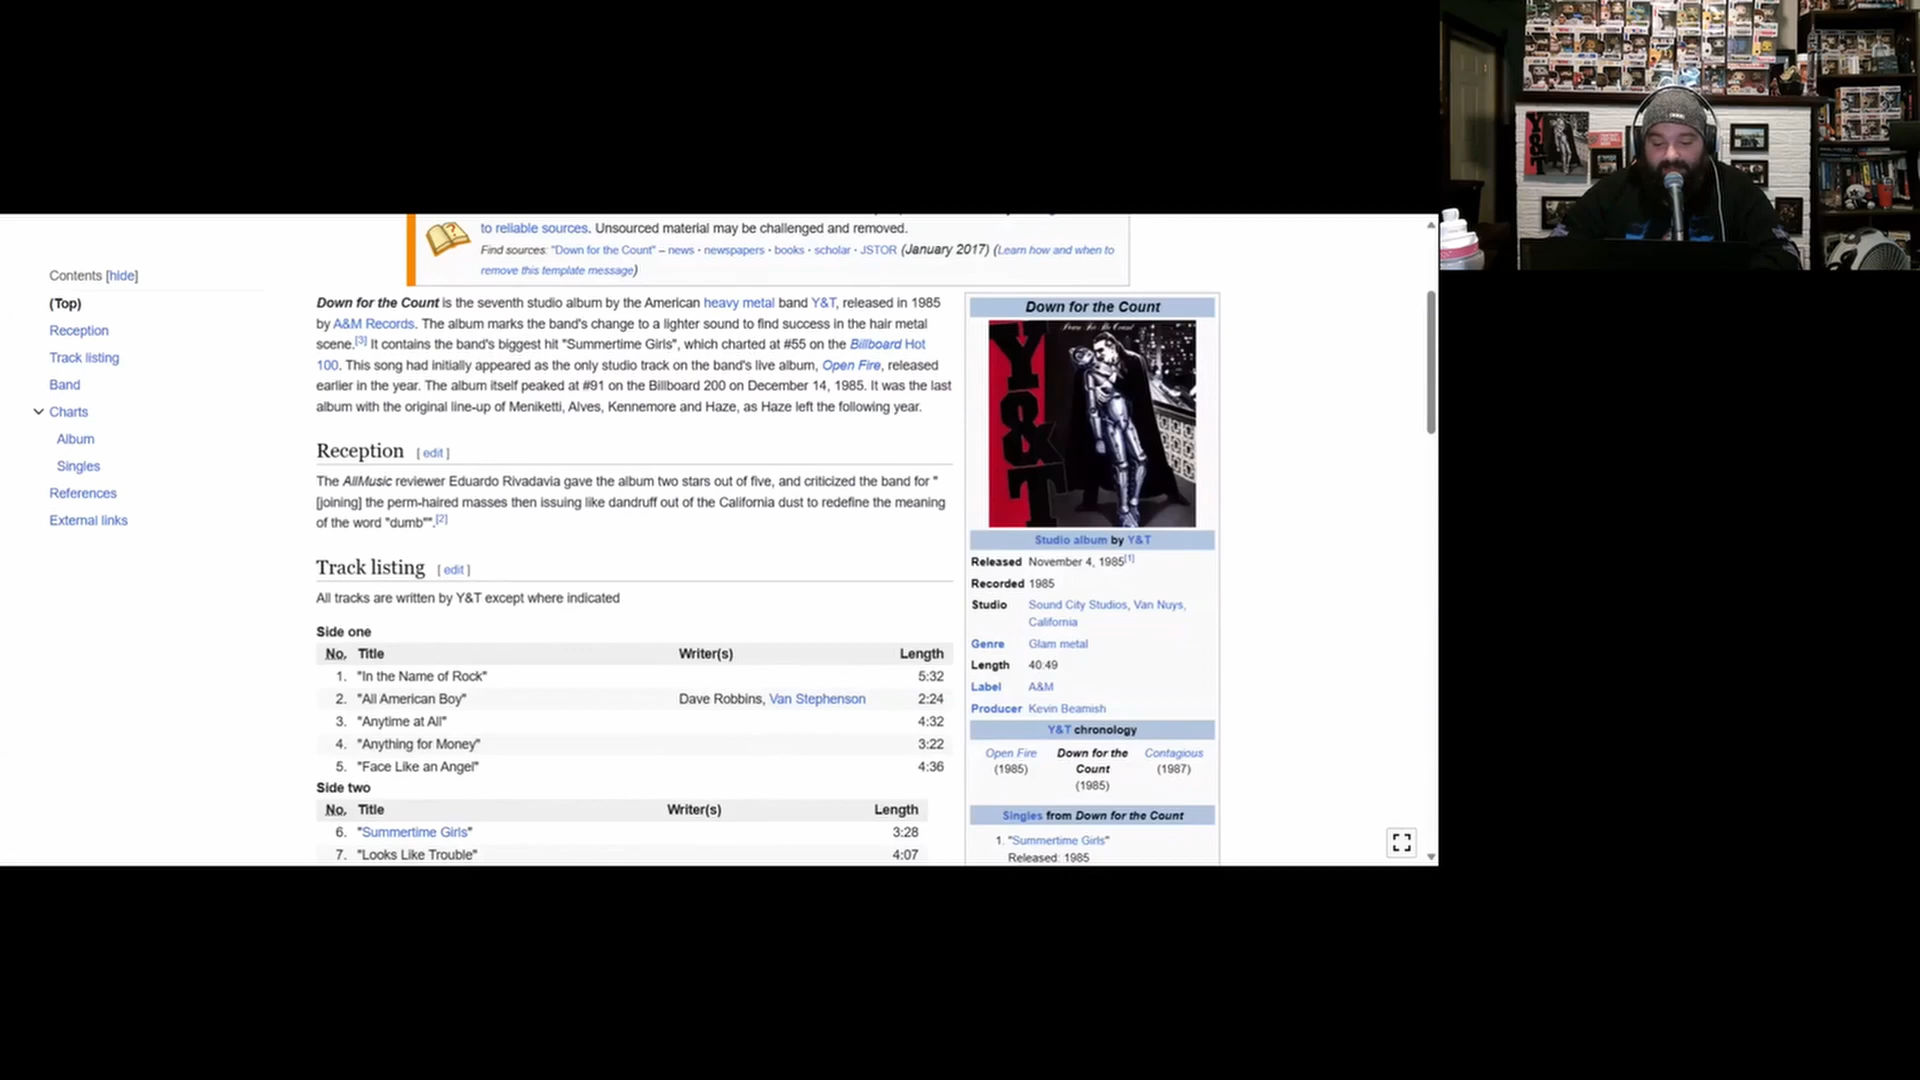 to reliable sources. Unsourced material may be challenged and removed.
Find sources: "Down for the Count" – news · newspapers · books · scholar · JSTOR (January 2017) (Learn how and when to
remove this template message)
Contents [hide]
(Top)
Reception
Track listing
Band
Charts
Album
Singles
References
External links
Down for the Count is the seventh studio album by the American heavy metal band Y&T, released in 1985
by A&M Records. The album marks the band's change to a lighter sound to find success in the hair metal
scene.[3] It contains the band's biggest hit "Summertime Girls", which charted at #55 on the Billboard Hot
100. This song had initially appeared as the only studio track on the band's live album, Open Fire, released
earlier in the year. The album itself peaked at #91 on the Billboard 200 on December 14, 1985. It was the last
album with the original line-up of Meniketti, Alves, Kennemore and Haze, as Haze left the following year.
Reception [ edit ]
The AllMusic reviewer Eduardo Rivadavia gave the album two stars out of five, and criticized the band for "
[joining] the perm-haired masses then issuing like dandruff out of the California dust to redefine the meaning
of the word "dumb"".[2]
Track listing [ edit ]
All tracks are written by Y&T except where indicated
Side one
No. Title Writer(s) Length
1. "In the Name of Rock" 5:32
2. "All American Boy" Dave Robbins, Van Stephenson 2:24
3. "Anytime at All" 4:32
4. "Anything for Money" 3:22
5. "Face Like an Angel" 4:36
Side two
No. Title Writer(s) Length
6. "Summertime Girls" 3:28
7. "Looks Like Trouble" 4:07
Down for the Count
Down For The Count
Y&T
Studio album by Y&T
Released November 4, 1985[1]
Recorded 1985
Studio Sound City Studios, Van Nuys,
California
Genre Glam metal
Length 40:49
Label A&M
Producer Kevin Beamish
Y&T chronology
Open Fire
(1985)
Down for the
Count
(1985)
Contagious
(1987)
Singles from Down for the Count
1. "Summertime Girls"
Released: 1985
Y&T